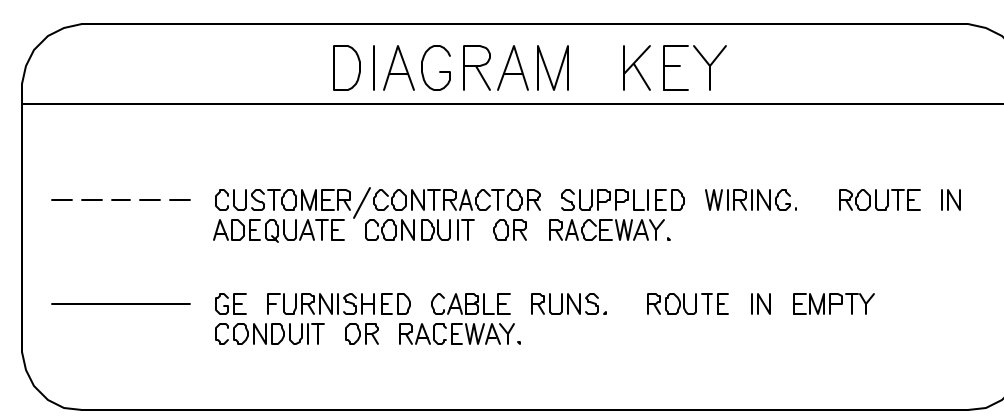 DIAGRAM KEY
CUSTOMER/CONTRACTOR SUPPLIED WIRING. ROUTE IN
ADEQUATE CONDUIT OR RACEWAY.
GE FURNISHED CABLE RUNS. ROUTE IN EMPTY
CONDUIT OR RACEWAY.